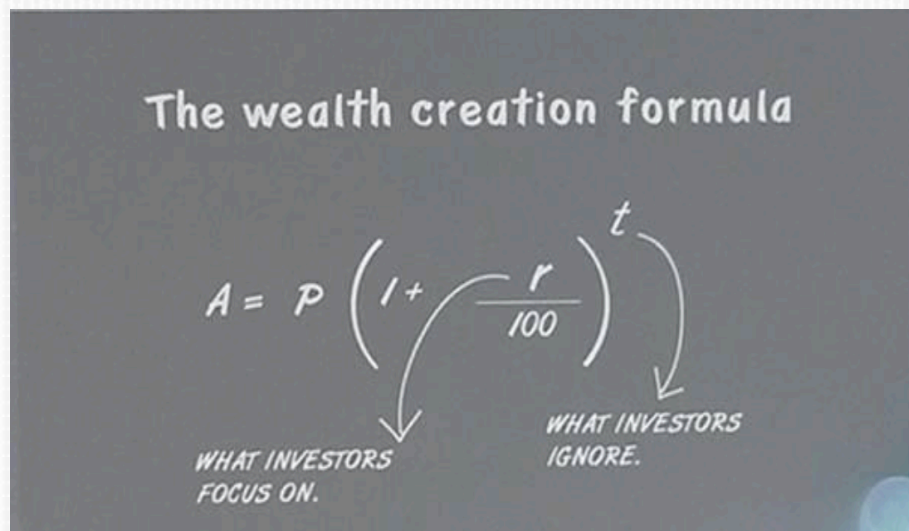 The wealth creation formula
A = P (1 + r/100)^t
WHAT INVESTORS
FOCUS ON.
WHAT INVESTORS
IGNORE.